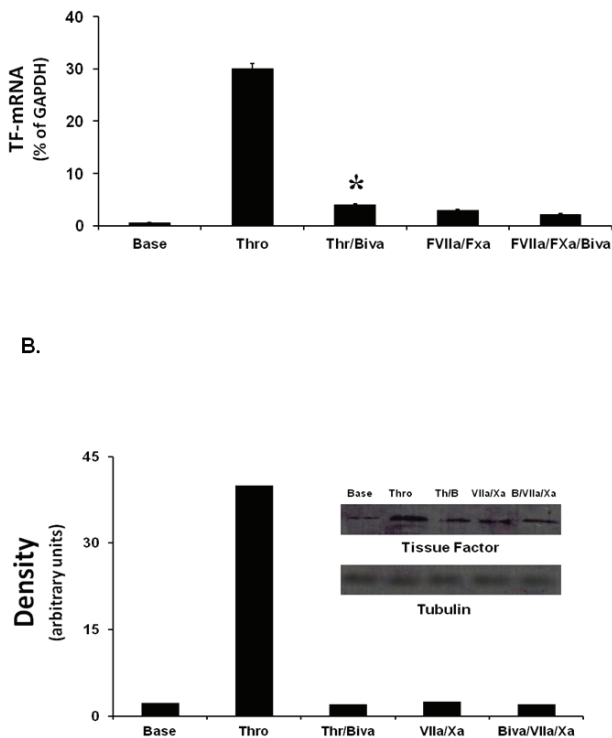 TF-mRNA
(% of GAPDH)
40
30
20
10
0
*
Base Thro Thr/Biva FVIIa/Fxa FVIIa/FXa/Biva
B.
Density
(arbitrary units)
45
30
15
0
Base Thro Th/B VIIa/Xa B/VIIa/Xa
Tissue Factor
Tubulin
Base Thro Thr/Biva VIIa/Xa Biva/VIIa/Xa